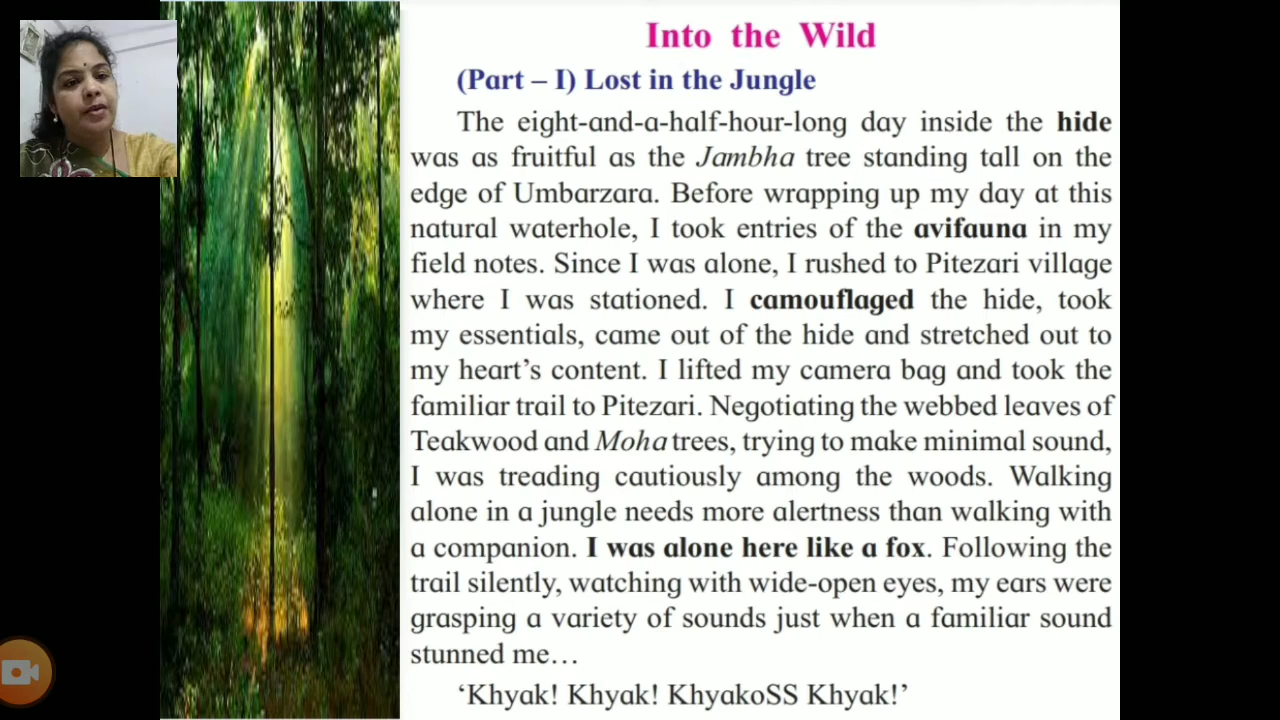 Into the Wild
(Part – I) Lost in the Jungle
The eight-and-a-half-hour-long day inside the hide
was as fruitful as the Jambha tree standing tall on the
edge of Umbarzara. Before wrapping up my day at this
natural waterhole, I took entries of the avifauna in my
field notes. Since I was alone, I rushed to Pitezari village
where I was stationed. I camouflaged the hide, took
my essentials, came out of the hide and stretched out to
my heart’s content. I lifted my camera bag and took the
familiar trail to Pitezari. Negotiating the webbed leaves of
Teakwood and Moha trees, trying to make minimal sound,
I was treading cautiously among the woods. Walking
alone in a jungle needs more alertness than walking with
a companion. I was alone here like a fox. Following the
trail silently, watching with wide-open eyes, my ears were
grasping a variety of sounds just when a familiar sound
stunned me…
‘Khyak! Khyak! KhyakoSS Khyak!’